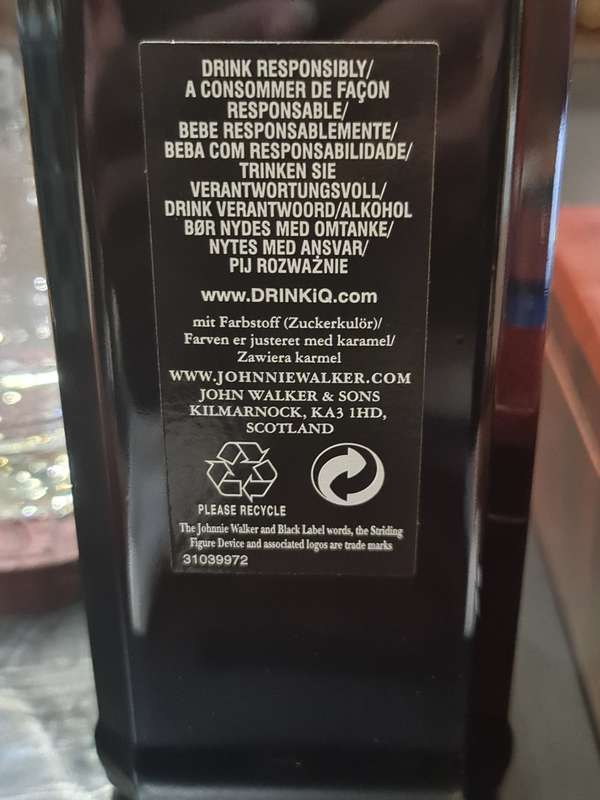 DRINK RESPONSIBLY/
A CONSOMMER DE FAÇON
RESPONSABLE/
BEBE RESPONSABLEMENTE/
BEBA COM RESPONSABILIDADE/
TRINKEN SIE
VERANTWORTUNGSVOLL/
DRINK VERANTWOORD/ALKOHOL
BØR NYDES MED OMTANKE/
NYTES MED ANSVAR/
PIJ ROZWAŻNIE
www.DRINKiQ.com
mit Farbstoff (Zuckerkulör)/
Farven er justeret med karamel/
Zawiera karmel
WWW.JOHNNIEWALKER.COM
JOHN WALKER & SONS
KILMARNOCK, KA3 1HD,
SCOTLAND
PLEASE RECYCLE
The Johnnie Walker and Black Label words, the Striding
Figure Device and associated logos are trade marks
31039972